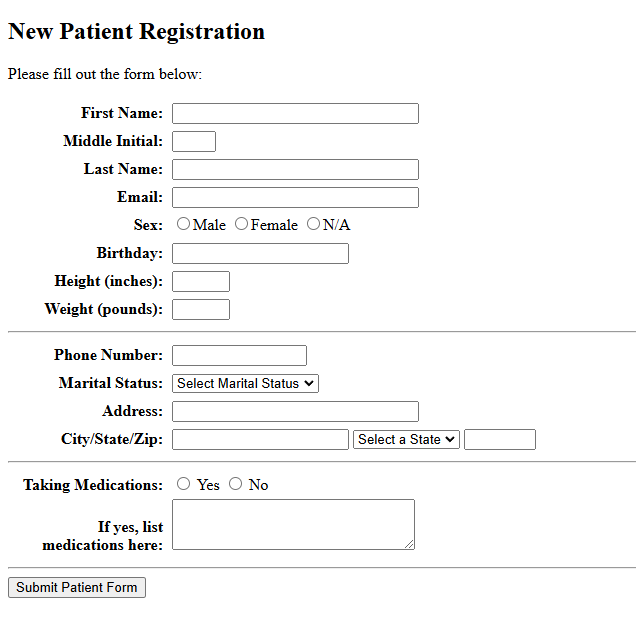 New Patient Registration
Please fill out the form below:
First Name:
Middle Initial:
Last Name:
Email:
Sex: Male Female N/A
Birthday:
Height (inches):
Weight (pounds):
Phone Number:
Marital Status: Select Marital Status
Address:
City/State/Zip: Select a State
Taking Medications: Yes No
If yes, list
medications here:
Submit Patient Form